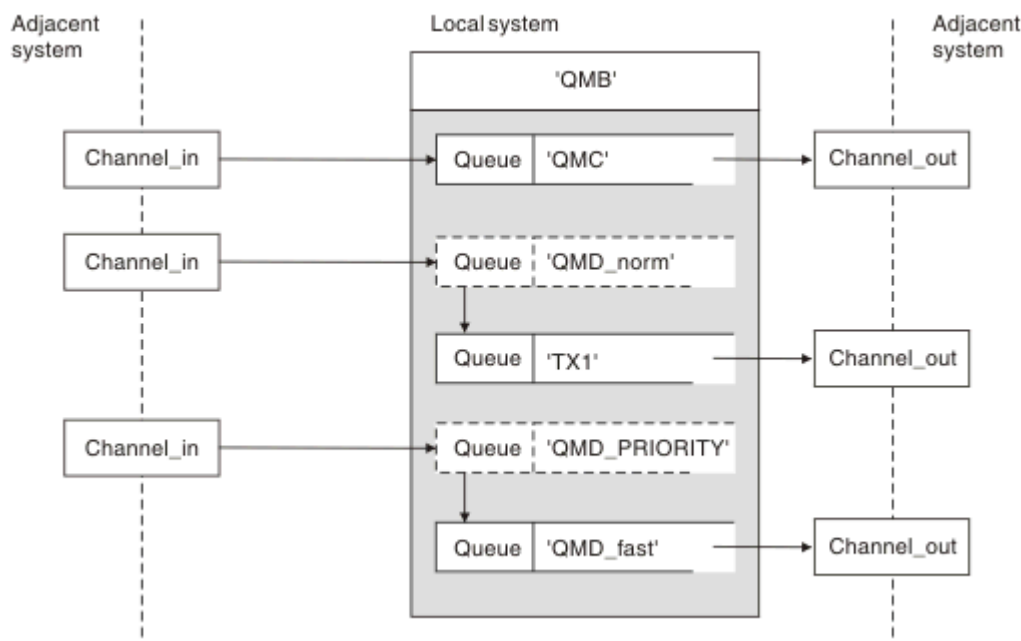 Adjacent
system
Local system
Adjacent
system
'QMB'
Channel_in
Queue 'QMC'
Channel_out
Channel_in
Queue 'QMD_norm'
Queue 'TX1'
Channel_out
Channel_in
Queue 'QMD_PRIORITY'
Queue 'QMD_fast'
Channel_out